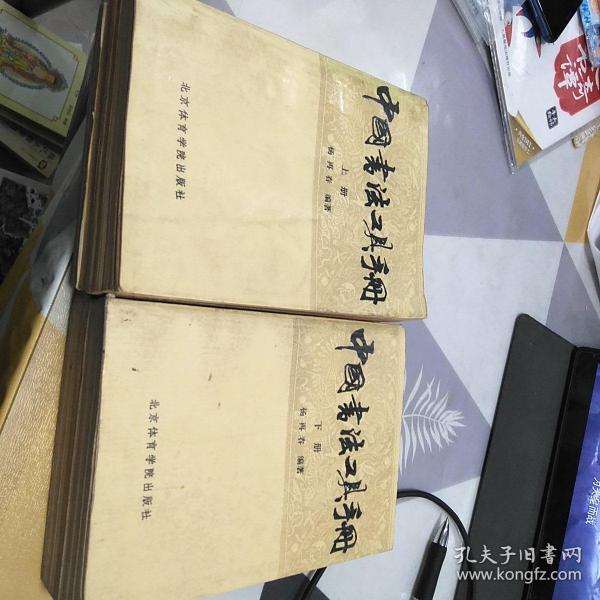 中國书法工具手冊
上册
杨再春 编著
北京体育学院出版社
中國书法工具手冊
下册
杨再春 编著
北京体育学院出版社
孔夫子旧书网
www.kongfz.com